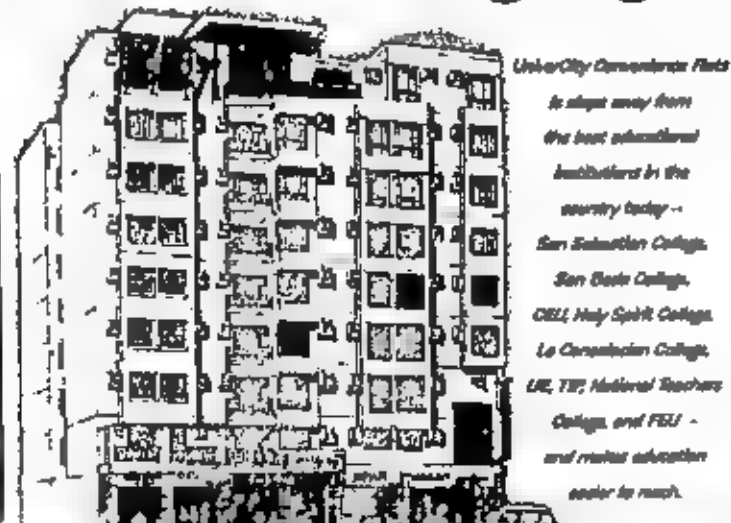 UniverCity Convenience Flats
is steps away from
the best educational
institutions in the
country today --
San Sebastian College,
San Beda College,
CEU, Holy Spirit College,
La Consolacion College,
UE, TIP, National Teachers
College, and FEU -
and makes education
easier to reach.